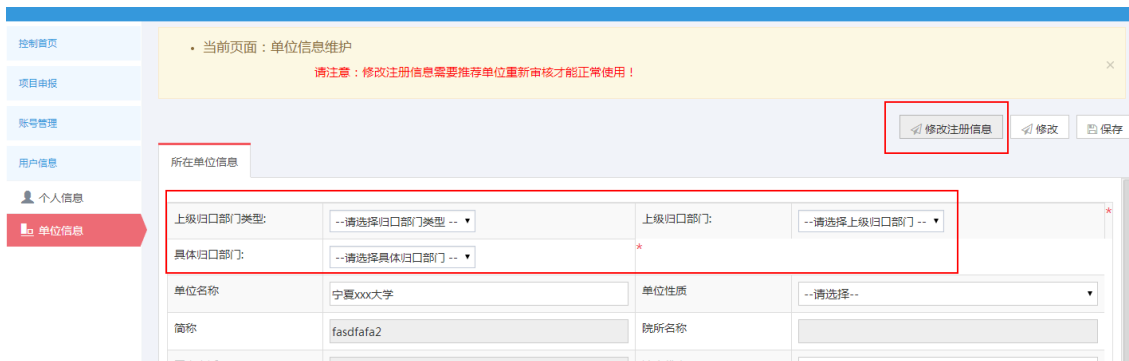 控制首页
项目申报
账号管理
用户信息
个人信息
单位信息
• 当前页面：单位信息维护
请注意：修改注册信息需要推荐单位重新审核才能正常使用！
×
修改注册信息 修改 保存
所在单位信息
上级归口部门类型: --请选择归口部门类型 -- 上级归口部门: --请选择上级归口部门 -- *
具体归口部门: --请选择具体归口部门 -- *
单位名称 宁夏xxx大学 单位性质 --请选择--
简称 fasdfafa2 院所名称